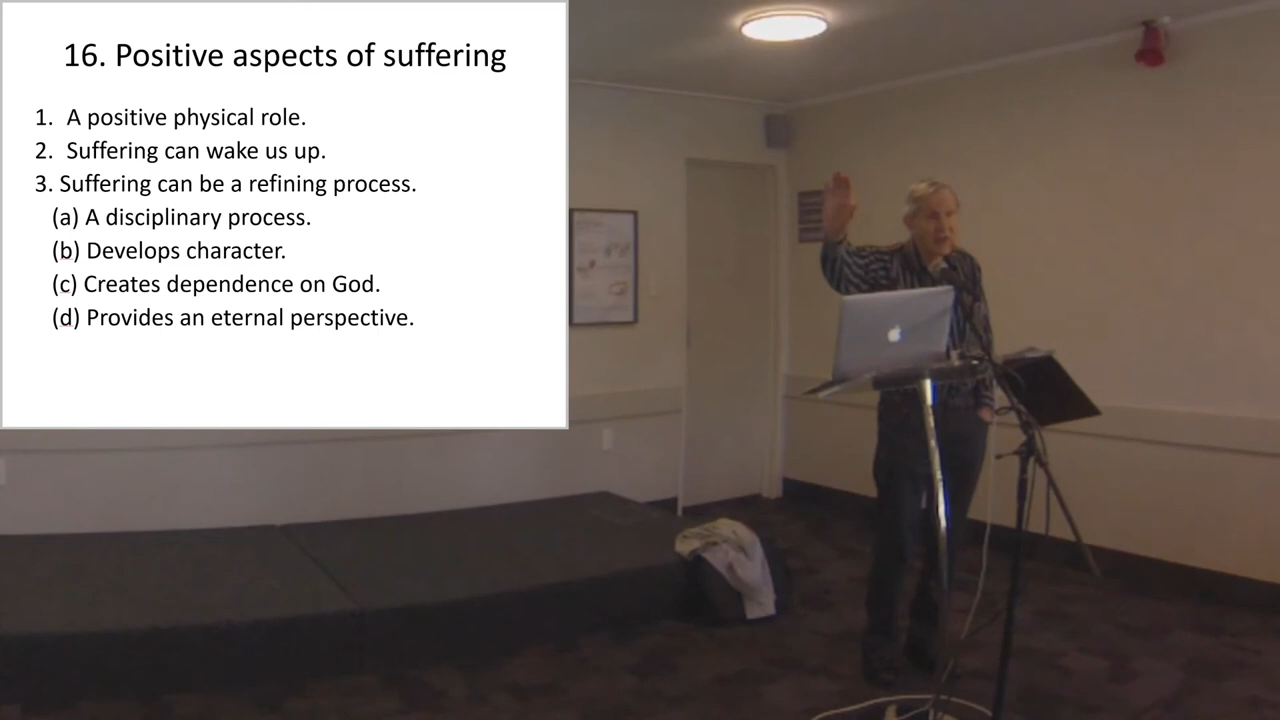 16. Positive aspects of suffering
1. A positive physical role.
2. Suffering can wake us up.
3. Suffering can be a refining process.
(a) A disciplinary process.
(b) Develops character.
(c) Creates dependence on God.
(d) Provides an eternal perspective.